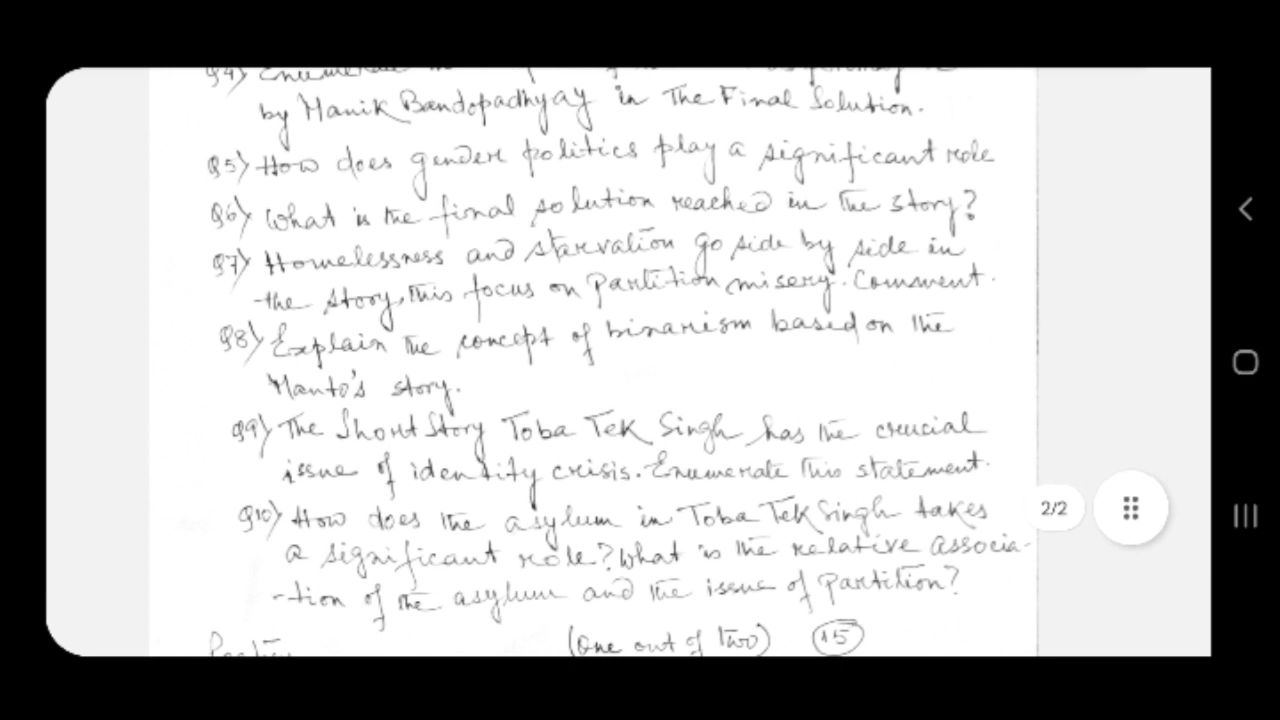 Q4) Enumerate
by Manik Bandopadhyay in The Final Solution.
Q5) How does gender politics play a significant role
Q6) What is the final solution reached in the story?
Q7) Homelessness and starvation go side by side in
the story, this focus on Partition misery. Comment.
Q8) Explain the concept of binarism based on the
Manto's story.
Q9) The Short Story Toba Tek Singh has the crucial
issue of identity crisis. Enumerate this statement.
Q10) How does the asylum in Toba Tek Singh takes
a significant role? What is the relative associa-
-tion of the asylum and the issue of partition?
(One out of two) 15
2/2